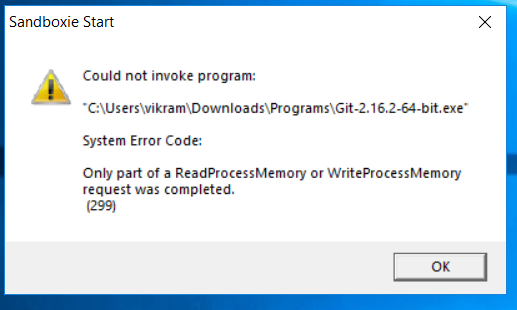 Sandboxie Start
Could not invoke program:
"C:\Users\vikram\Downloads\Programs\Git-2.16.2-64-bit.exe"
System Error Code:
Only part of a ReadProcessMemory or WriteProcessMemory
request was completed.
(299)
OK